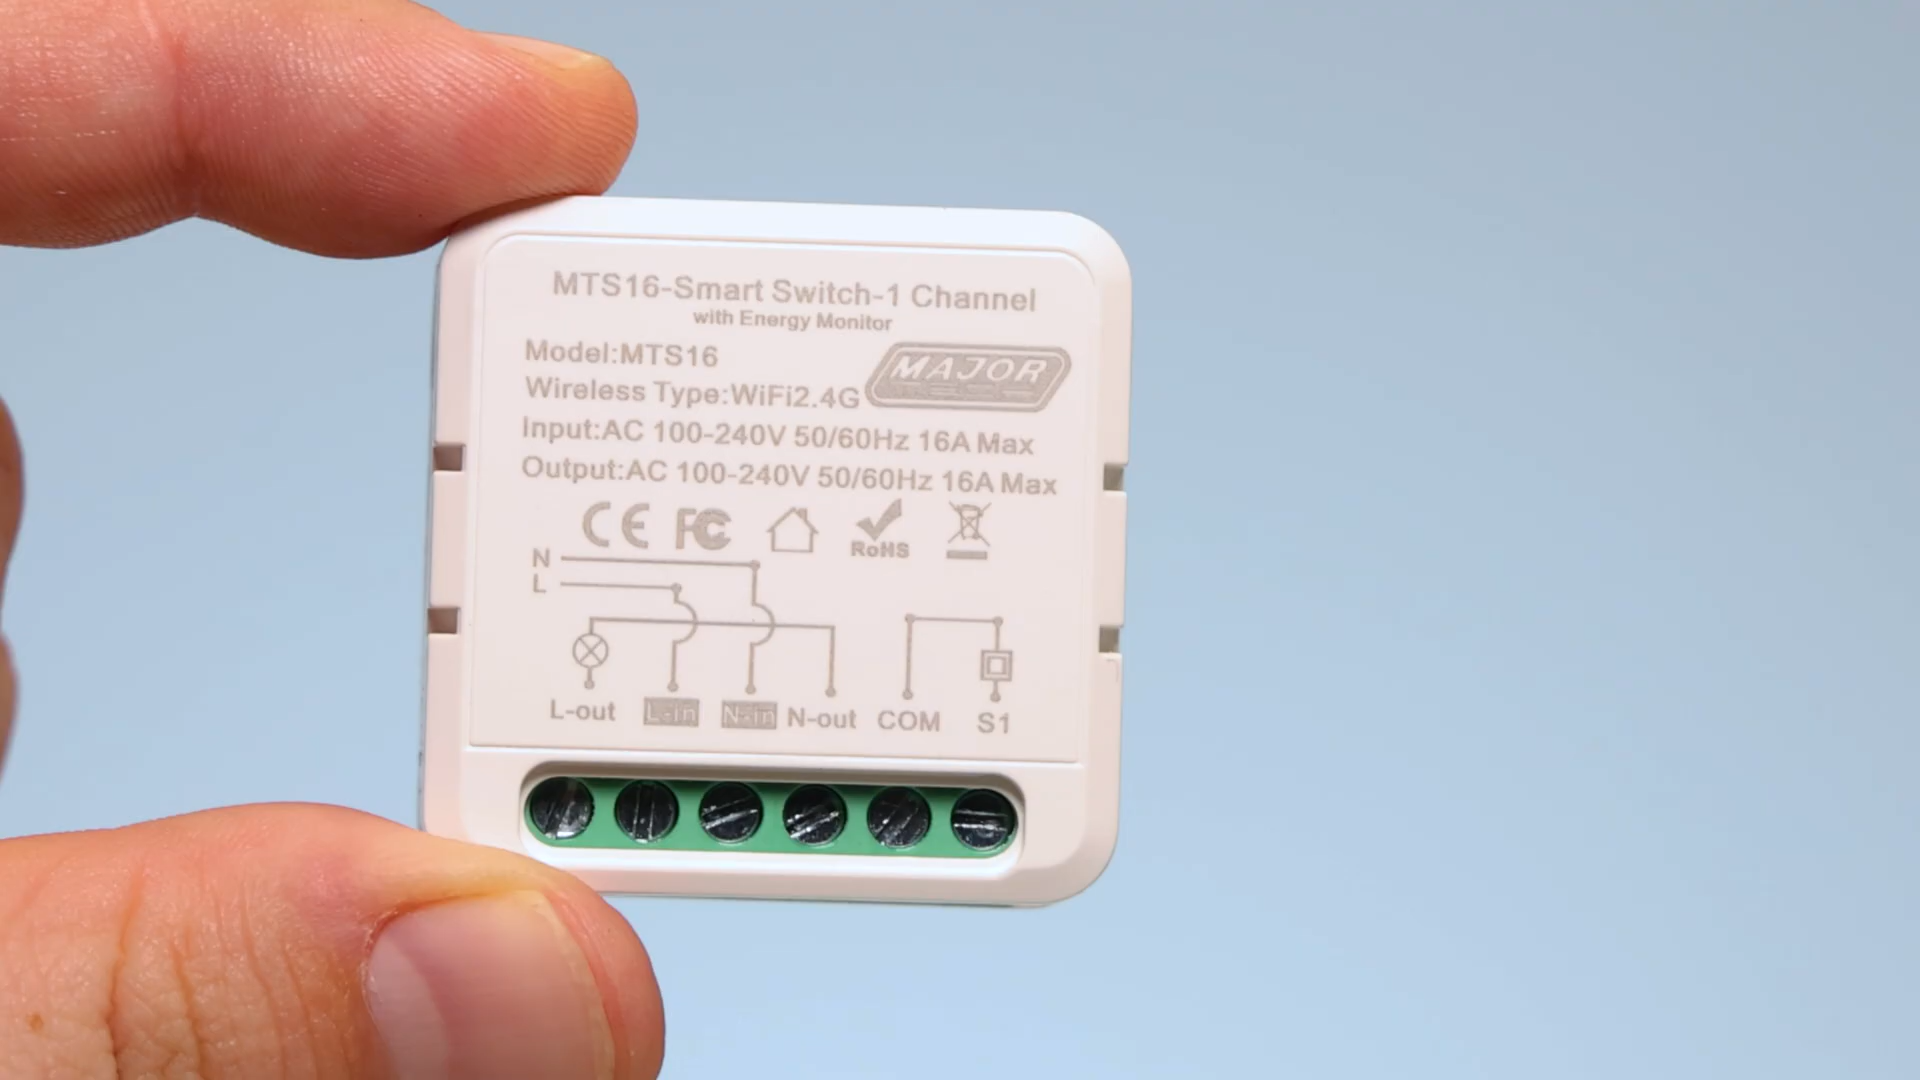 MTS16-Smart Switch-1 Channel
with Energy Monitor
Model:MTS16
MAJOR
TECH
Wireless Type:WiFi2.4G
Input:AC 100-240V 50/60Hz 16A Max
Output:AC 100-240V 50/60Hz 16A Max
CE FC
RoHS
N
L
L-out L-in N-in N-out COM S1